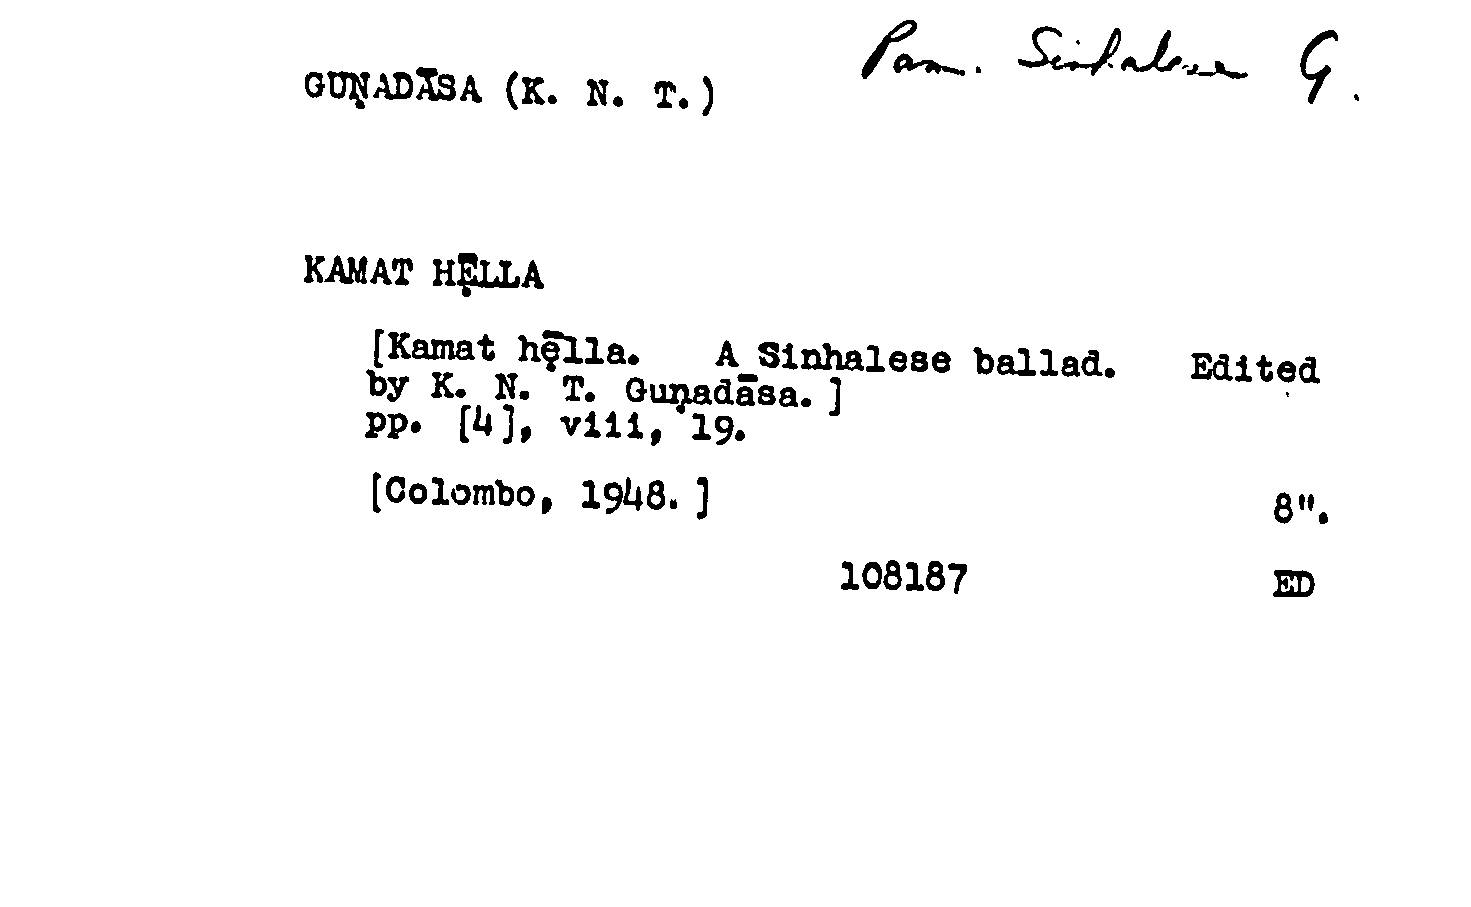 Pam. Sinhalese G.
GUṆADĀSA (K. N. T.)
KAMAT HẸ̄LLA
[Kamat hẹ̄lla. A Sinhalese ballad. Edited
by K. N. T. Guṇadāsa.]
pp. [4], viii, 19.
[Colombo, 1948.]
8".
108187 ED